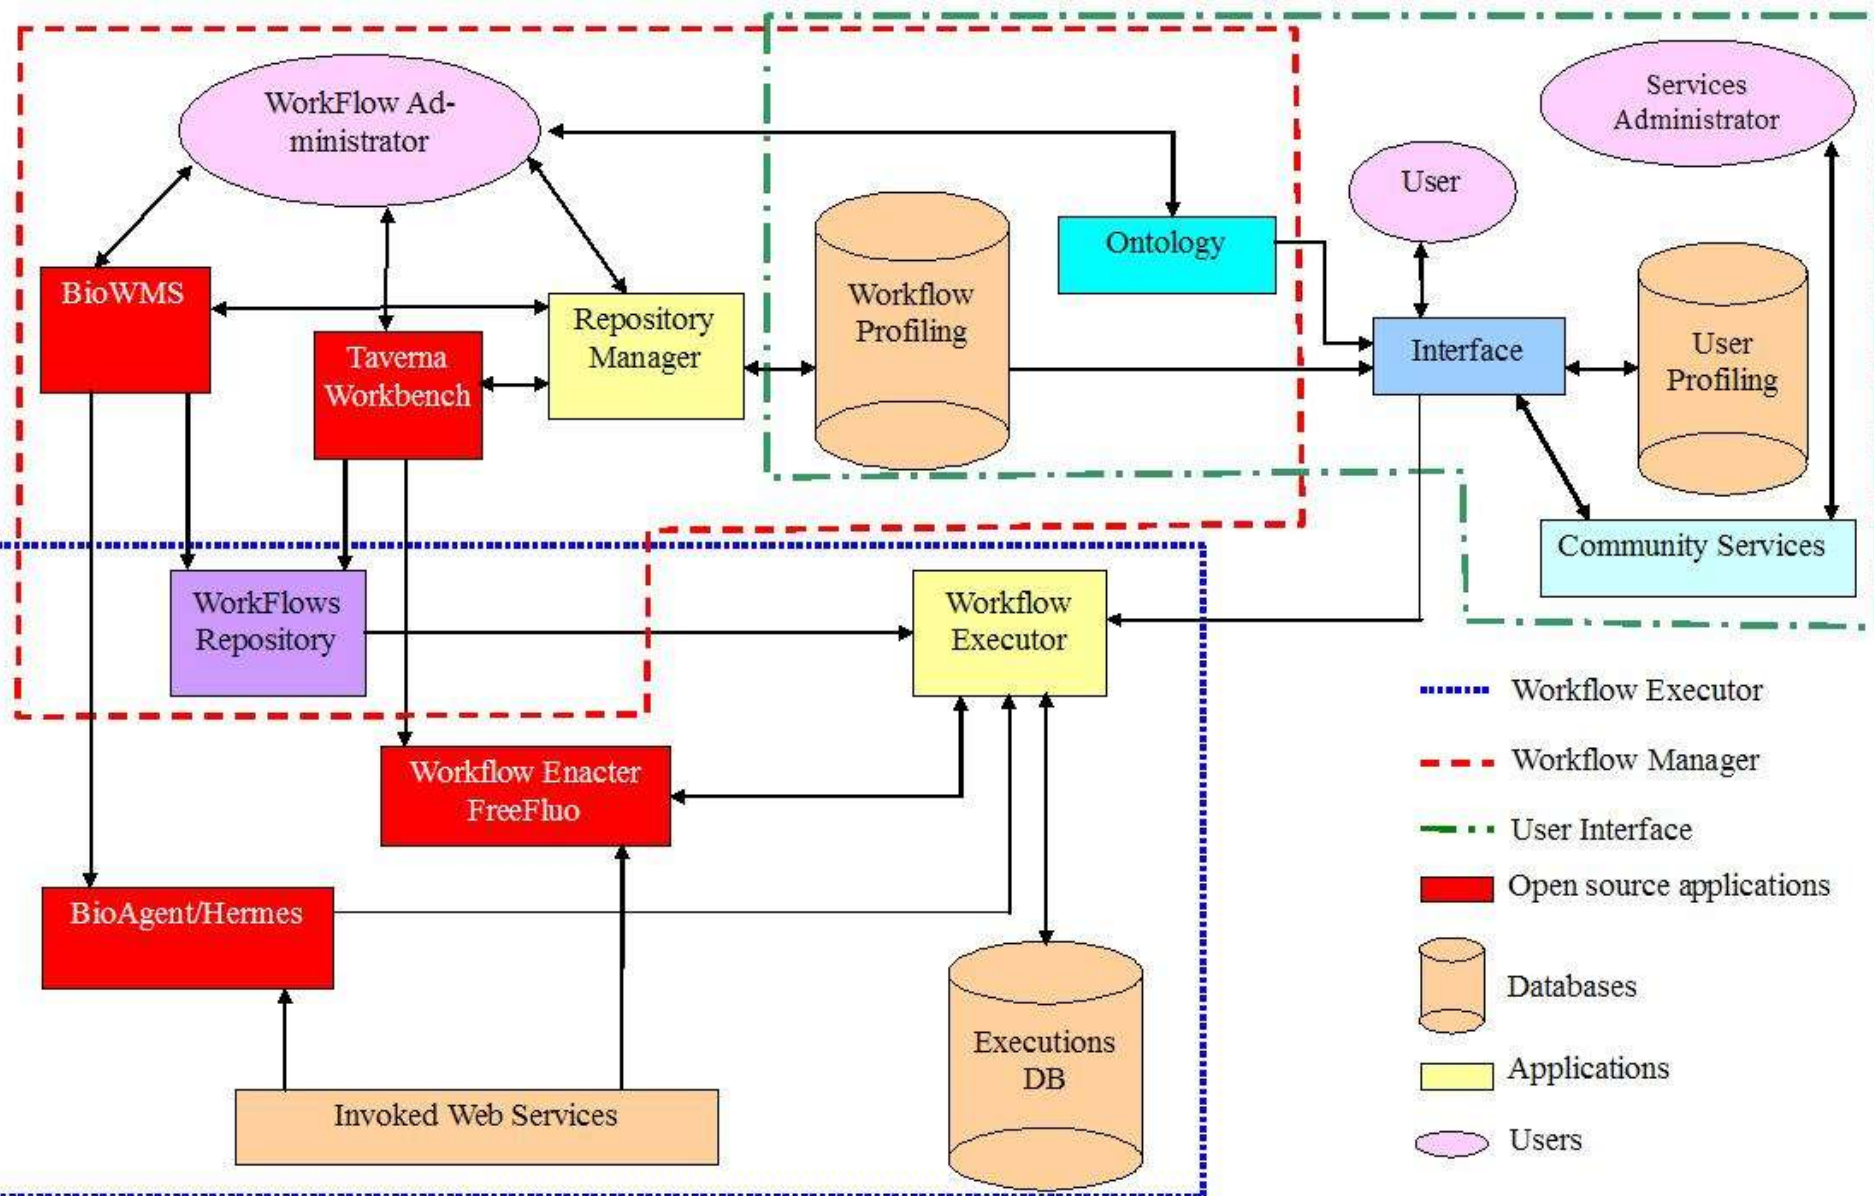 WorkFlow Ad-
ministrator
Services
Administrator
User
Ontology
BioWMS
Repository
Manager
Taverna
Workbench
Workflow
Profiling
Interface
User
Profiling
Community Services
WorkFlows
Repository
Workflow
Executor
Workflow Enacter
FreeFluo
BioAgent/Hermes
Executions
DB
Invoked Web Services
Workflow Executor
Workflow Manager
User Interface
Open source applications
Databases
Applications
Users